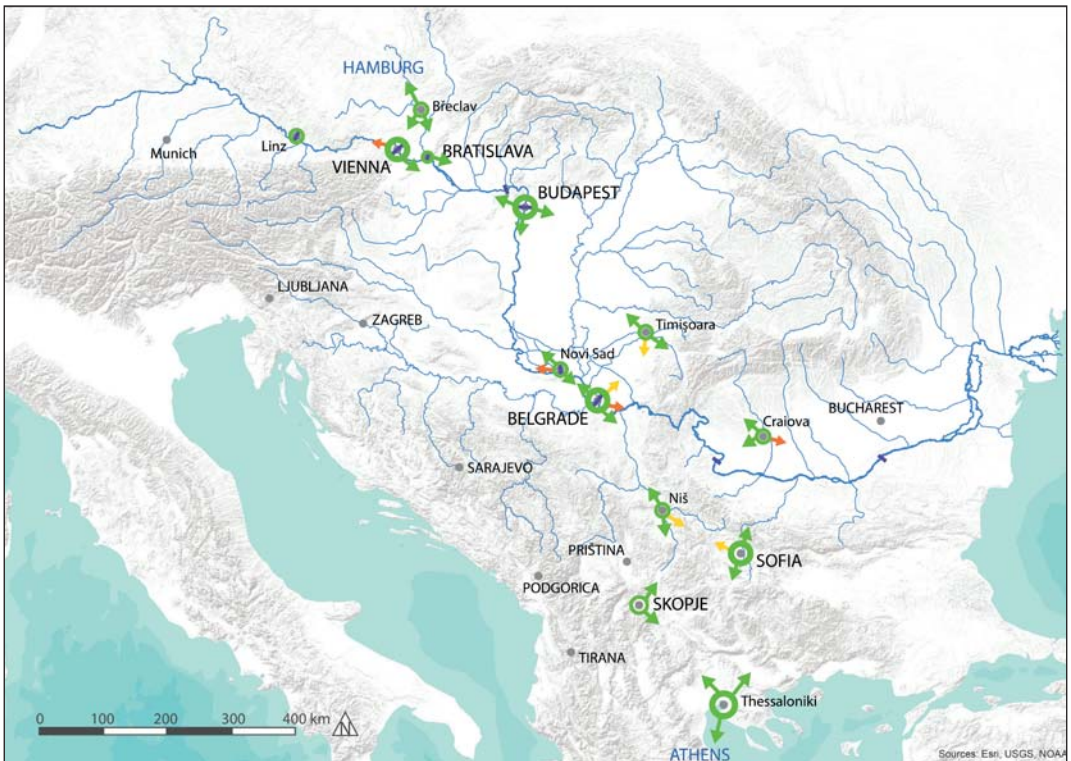 HAMBURG
Břeclav
Munich
Linz
VIENNA
BRATISLAVA
BUDAPEST
LJUBLJANA
ZAGREB
Timișoara
Novi Sad
BELGRADE
Craiova
BUCHAREST
SARAJEVO
Niš
PRIŠTINA
SOFIA
PODGORICA
SKOPJE
TIRANA
Thessaloniki
0 100 200 300 400 km
ATHENS
Sources: Esri, USGS, NOAA